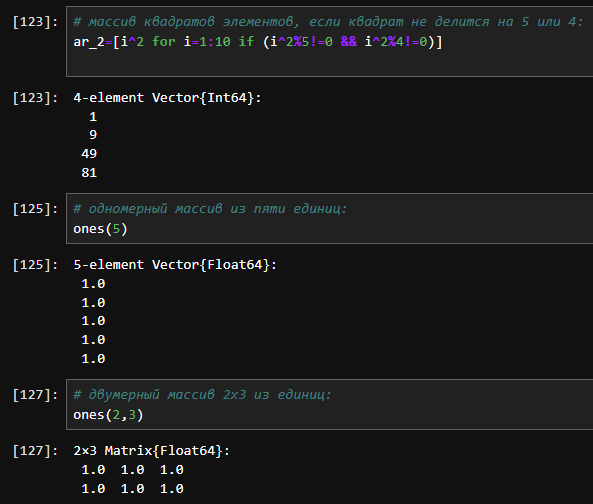 [123]: # массив квадратов элементов, если квадрат не делится на 5 или 4:
ar_2=[i^2 for i=1:10 if (i^2%5!=0 && i^2%4!=0)]
[123]: 4-element Vector{Int64}:
1
9
49
81
[125]: # одномерный массив из пяти единиц:
ones(5)
[125]: 5-element Vector{Float64}:
1.0
1.0
1.0
1.0
1.0
[127]: # двумерный массив 2x3 из единиц:
ones(2,3)
[127]: 2×3 Matrix{Float64}:
1.0 1.0 1.0
1.0 1.0 1.0